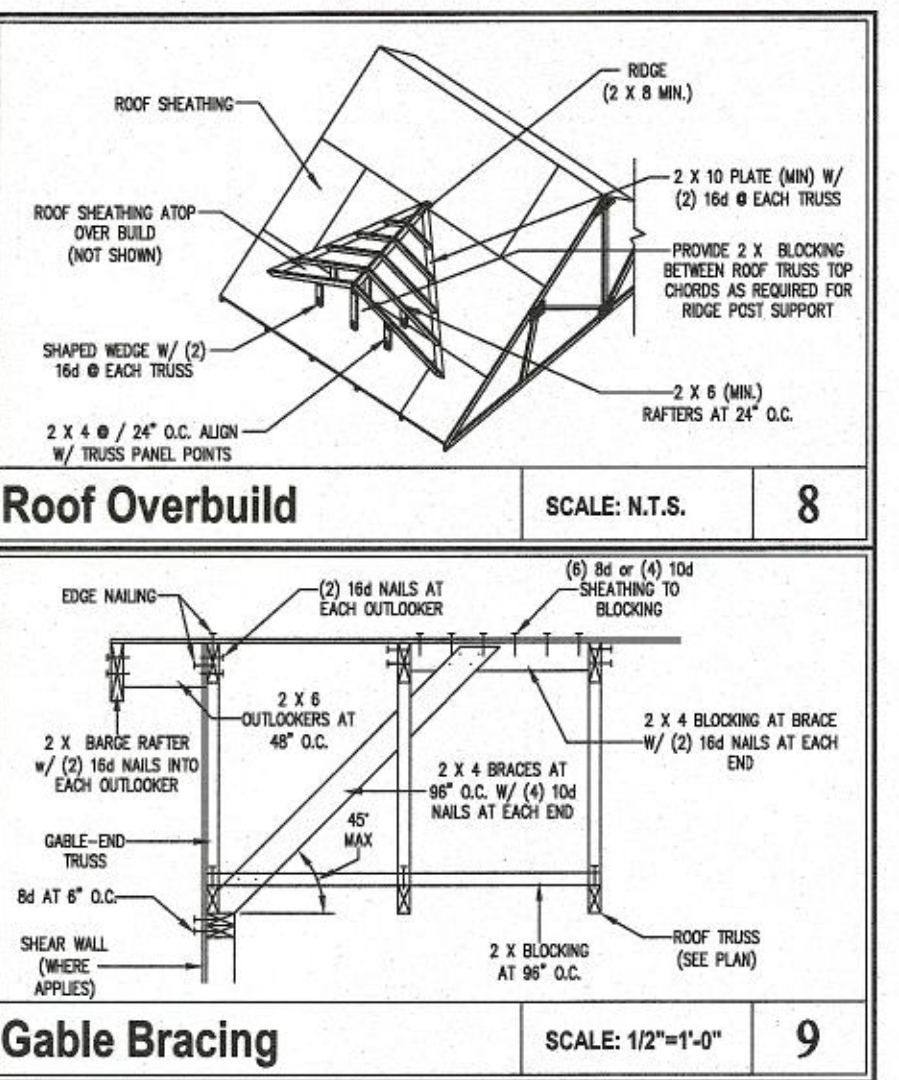 ROOF SHEATHING
RIDGE
(2 X 8 MIN.)
2 X 10 PLATE (MIN) W/
(2) 16d @ EACH TRUSS
ROOF SHEATHING ATOP
OVER BUILD
(NOT SHOWN)
PROVIDE 2 X BLOCKING
BETWEEN ROOF TRUSS TOP
CHORDS AS REQUIRED FOR
RIDGE POST SUPPORT
SHAPED WEDGE W/ (2)
16d @ EACH TRUSS
2 X 6 (MIN.)
RAFTERS AT 24" O.C.
2 X 4 @ / 24" O.C. ALIGN
W/ TRUSS PANEL POINTS
Roof Overbuild
SCALE: N.T.S.
8
EDGE NAILING
(2) 16d NAILS AT
EACH OUTLOOKER
(6) 8d or (4) 10d
SHEATHING TO
BLOCKING
2 X 6
OUTLOOKERS AT
48" O.C.
2 X BARGE RAFTER
w/ (2) 16d NAILS INTO
EACH OUTLOOKER
2 X 4 BLOCKING AT BRACE
W/ (2) 16d NAILS AT EACH
END
2 X 4 BRACES AT
96" O.C. W/ (4) 10d
NAILS AT EACH END
45°
MAX
GABLE-END
TRUSS
8d AT 6" O.C.
SHEAR WALL
(WHERE
APPLIES)
2 X BLOCKING
AT 96" O.C.
ROOF TRUSS
(SEE PLAN)
Gable Bracing
SCALE: 1/2"=1'-0"
9